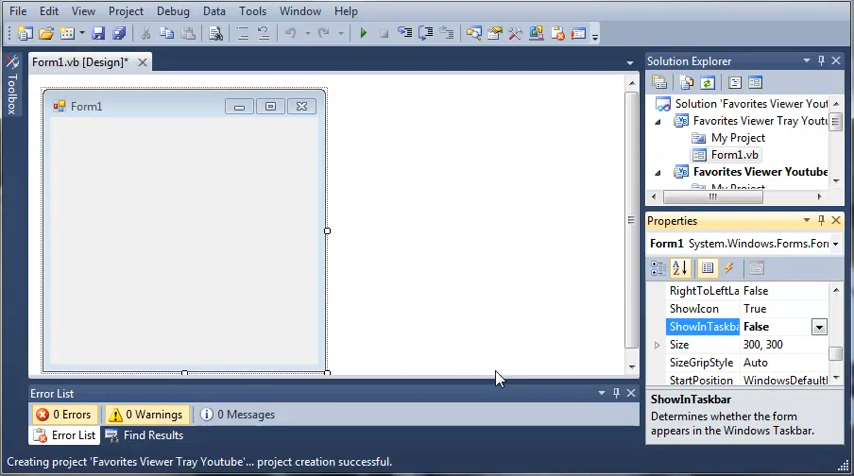 File Edit View Project Debug Data Tools Window Help
Form1.vb [Design]*
Toolbox
Form1
Solution Explorer
Solution 'Favorites Viewer Yout
Favorites Viewer Tray Youtu
My Project
Form1.vb
Favorites Viewer Youtube
My Project
Properties
Form1 System.Windows.Forms.For
RightToLeftLa False
ShowIcon True
ShowInTaskba False
Size 300, 300
SizeGripStyle Auto
StartPosition WindowsDefaultI
ShowInTaskbar
Determines whether the form
appears in the Windows Taskbar.
Error List
0 Errors 0 Warnings 0 Messages
Error List Find Results
Creating project 'Favorites Viewer Tray Youtube'... project creation successful.